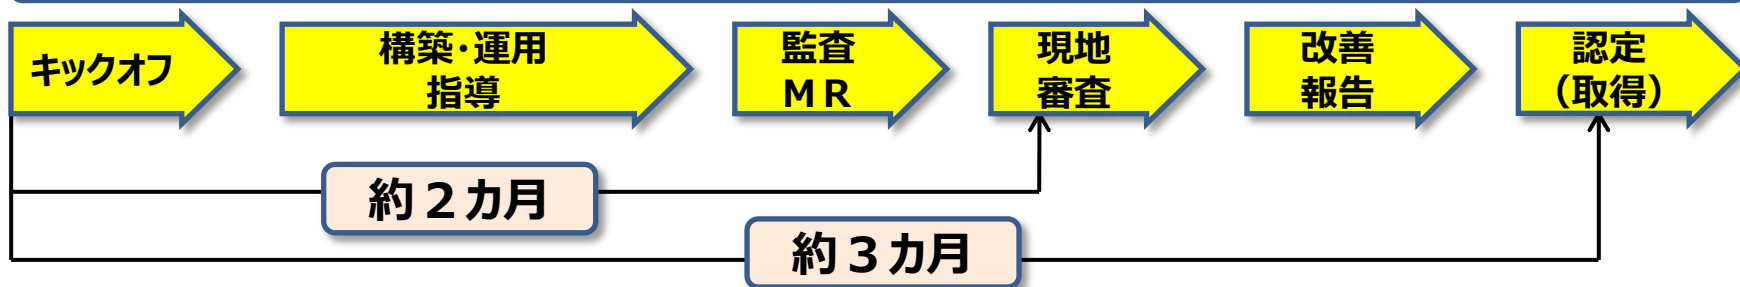 キックオフ
構築・運用
指導
監査
ＭＲ
現地
審査
改善
報告
認定
（取得）
約２カ月
約３カ月